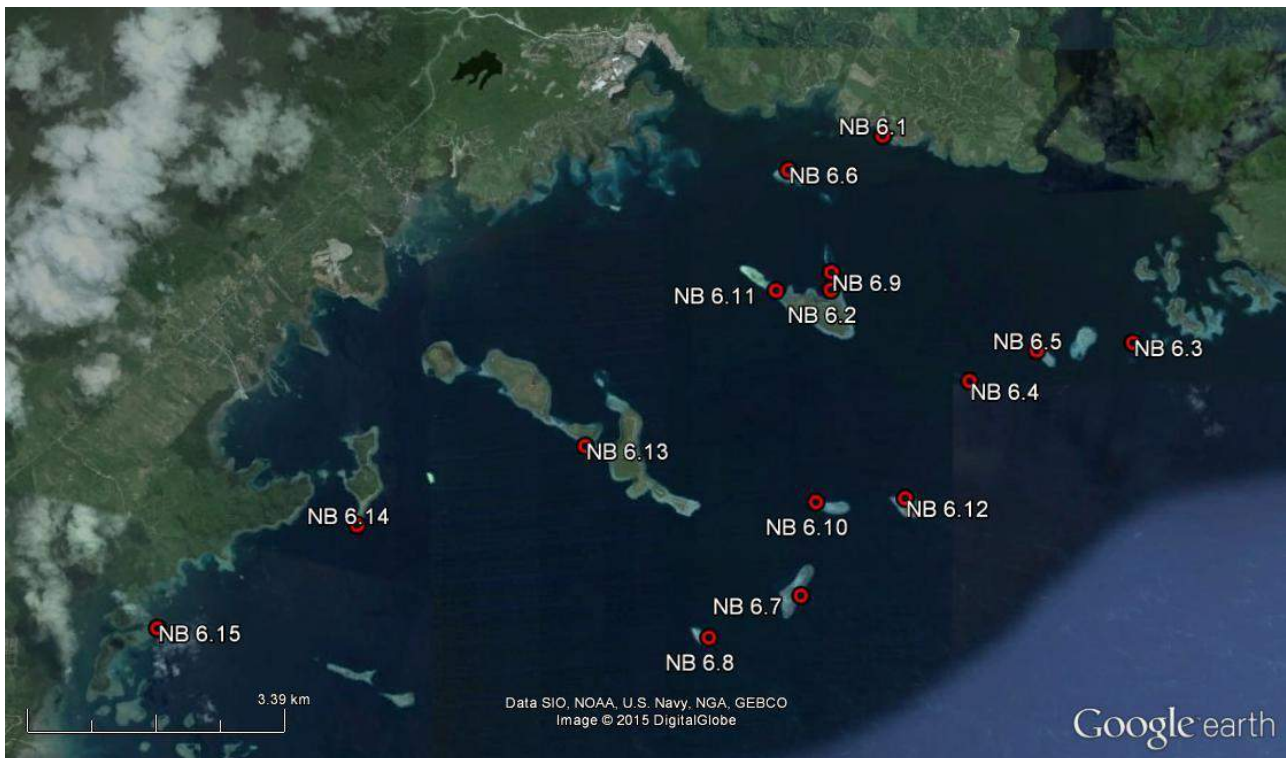 NB 6.1
NB 6.6
NB 6.9
NB 6.11
NB 6.2
NB 6.5
NB 6.3
NB 6.4
NB 6.13
NB 6.14
NB 6.10
NB 6.12
NB 6.7
NB 6.15
NB 6.8
3.39 km
Data SIO, NOAA, U.S. Navy, NGA, GEBCO
Image © 2015 DigitalGlobe
Google earth